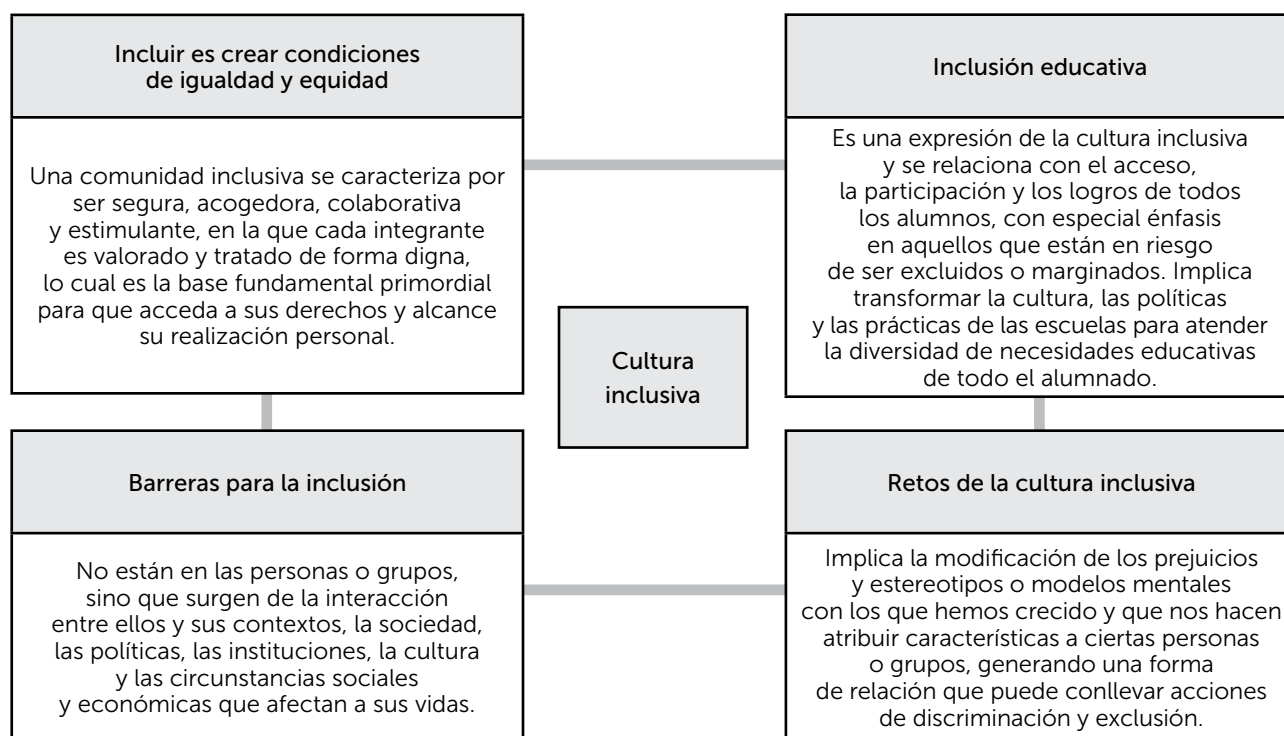 Incluir es crear condiciones
de igualdad y equidad
Una comunidad inclusiva se caracteriza por
ser segura, acogedora, colaborativa
y estimulante, en la que cada integrante
es valorado y tratado de forma digna,
lo cual es la base fundamental primordial
para que acceda a sus derechos y alcance
su realización personal.
Inclusión educativa
Es una expresión de la cultura inclusiva
y se relaciona con el acceso,
la participación y los logros de todos
los alumnos, con especial énfasis
en aquellos que están en riesgo
de ser excluidos o marginados. Implica
transformar la cultura, las políticas
y las prácticas de las escuelas para atender
la diversidad de necesidades educativas
de todo el alumnado.
Cultura
inclusiva
Barreras para la inclusión
No están en las personas o grupos,
sino que surgen de la interacción
entre ellos y sus contextos, la sociedad,
las políticas, las instituciones, la cultura
y las circunstancias sociales
y económicas que afectan a sus vidas.
Retos de la cultura inclusiva
Implica la modificación de los prejuicios
y estereotipos o modelos mentales
con los que hemos crecido y que nos hacen
atribuir características a ciertas personas
o grupos, generando una forma
de relación que puede conllevar acciones
de discriminación y exclusión.